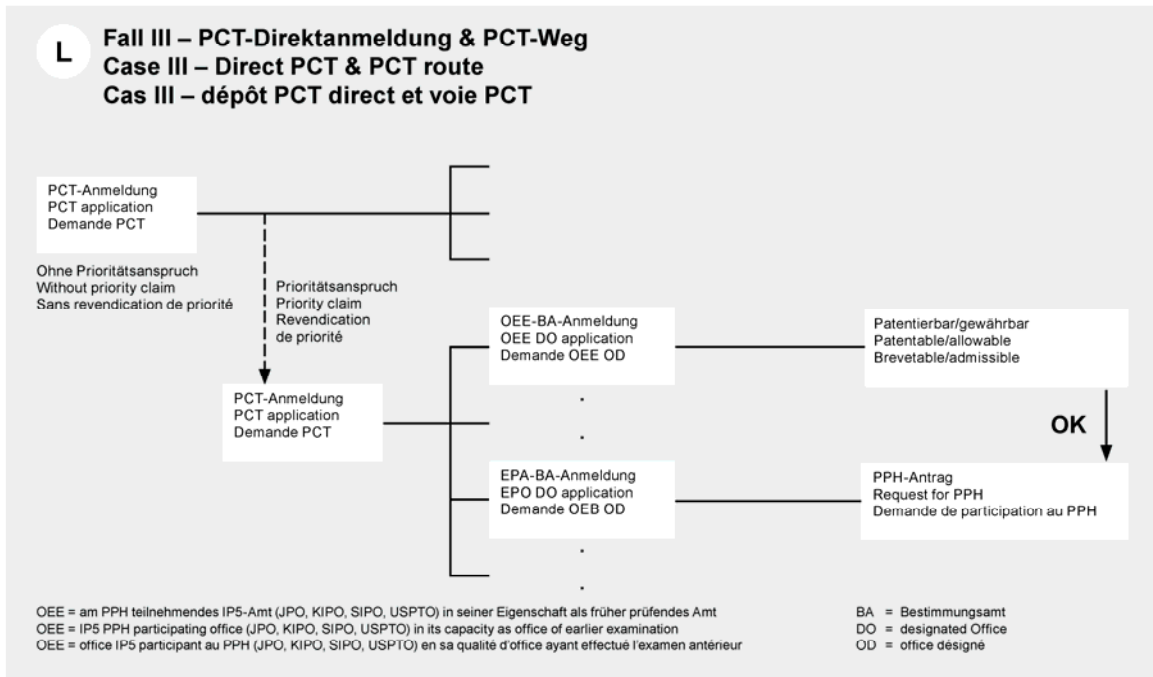 L
Fall III – PCT-Direktanmeldung & PCT-Weg
Case III – Direct PCT & PCT route
Cas III – dépôt PCT direct et voie PCT
PCT-Anmeldung
PCT application
Demande PCT
Ohne Prioritätsanspruch
Without priority claim
Sans revendication de priorité
Prioritätsanspruch
Priority claim
Revendication
de priorité
PCT-Anmeldung
PCT application
Demande PCT
OEE-BA-Anmeldung
OEE DO application
Demande OEE OD
Patentierbar/gewährbar
Patentable/allowable
Brevetable/admissible
OK
EPA-BA-Anmeldung
EPO DO application
Demande OEB OD
PPH-Antrag
Request for PPH
Demande de participation au PPH
OEE = am PPH teilnehmendes IP5-Amt (JPO, KIPO, SIPO, USPTO) in seiner Eigenschaft als früher prüfendes Amt
OEE = IP5 PPH participating office (JPO, KIPO, SIPO, USPTO) in its capacity as office of earlier examination
OEE = office IP5 participant au PPH (JPO, KIPO, SIPO, USPTO) en sa qualité d'office ayant effectué l'examen antérieur
BA = Bestimmungsamt
DO = designated Office
OD = office désigné